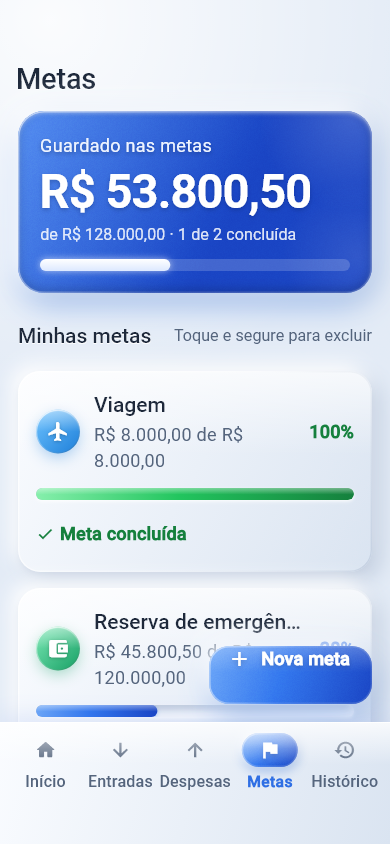 Metas
Guardado nas metas
R$ 53.800,50
de R$ 128.000,00 · 1 de 2 concluída
Minhas metas
Toque e segure para excluir
Viagem
R$ 8.000,00 de R$
8.000,00
100%
Meta concluída
Reserva de emergên...
R$ 45.800,50
120.000,00
Nova meta
Início
Entradas
Despesas
Metas
Histórico